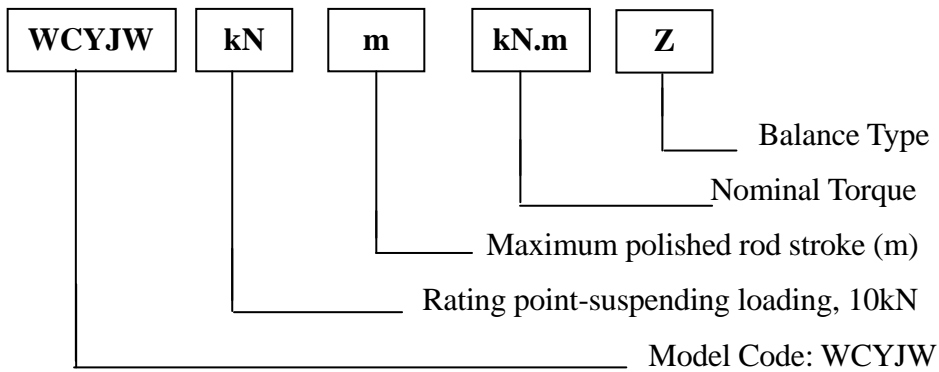 WCYJW kN m kN.m Z
Balance Type
Nominal Torque
Maximum polished rod stroke (m)
Rating point-suspending loading, 10kN
Model Code: WCYJW